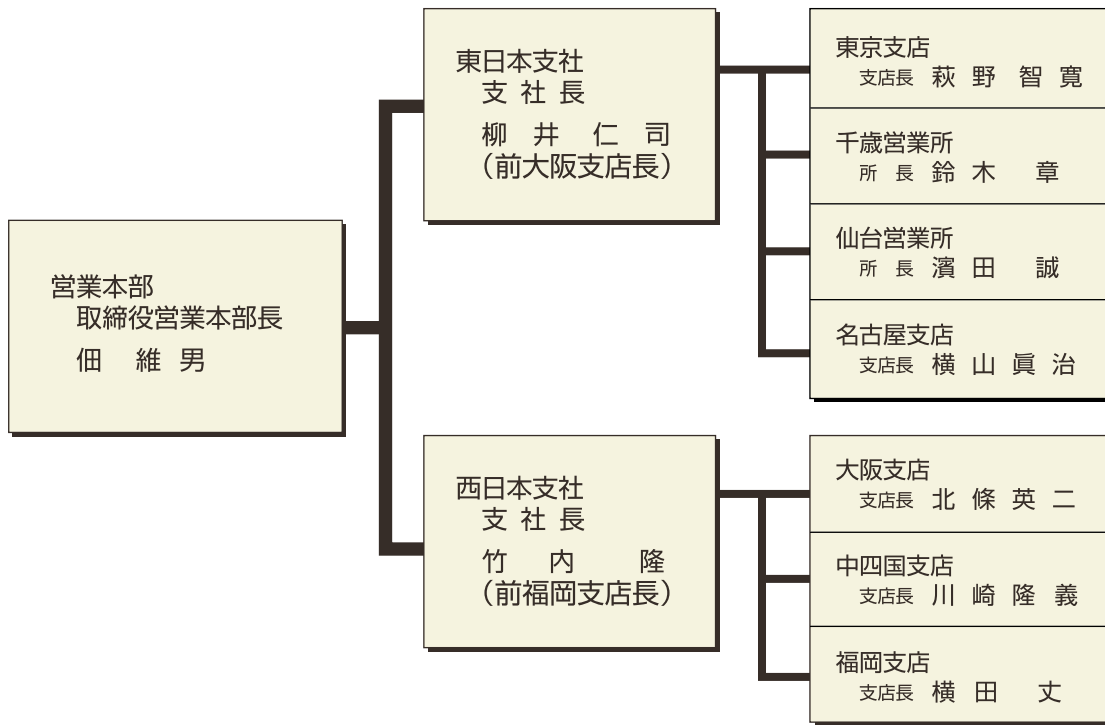 営業本部
取締役営業本部長
佃 維 男
東日本支社
支 社 長
柳 井 仁 司
（前大阪支店長）
東京支店
支店長 萩 野 智 寛
千歳営業所
所 長 鈴 木 章
仙台営業所
所 長 濱 田 誠
名古屋支店
支店長 横 山 眞 治
西日本支社
支 社 長
竹 内 隆
（前福岡支店長）
大阪支店
支店長 北 條 英 二
中四国支店
支店長 川 崎 隆 義
福岡支店
支店長 横 田 丈